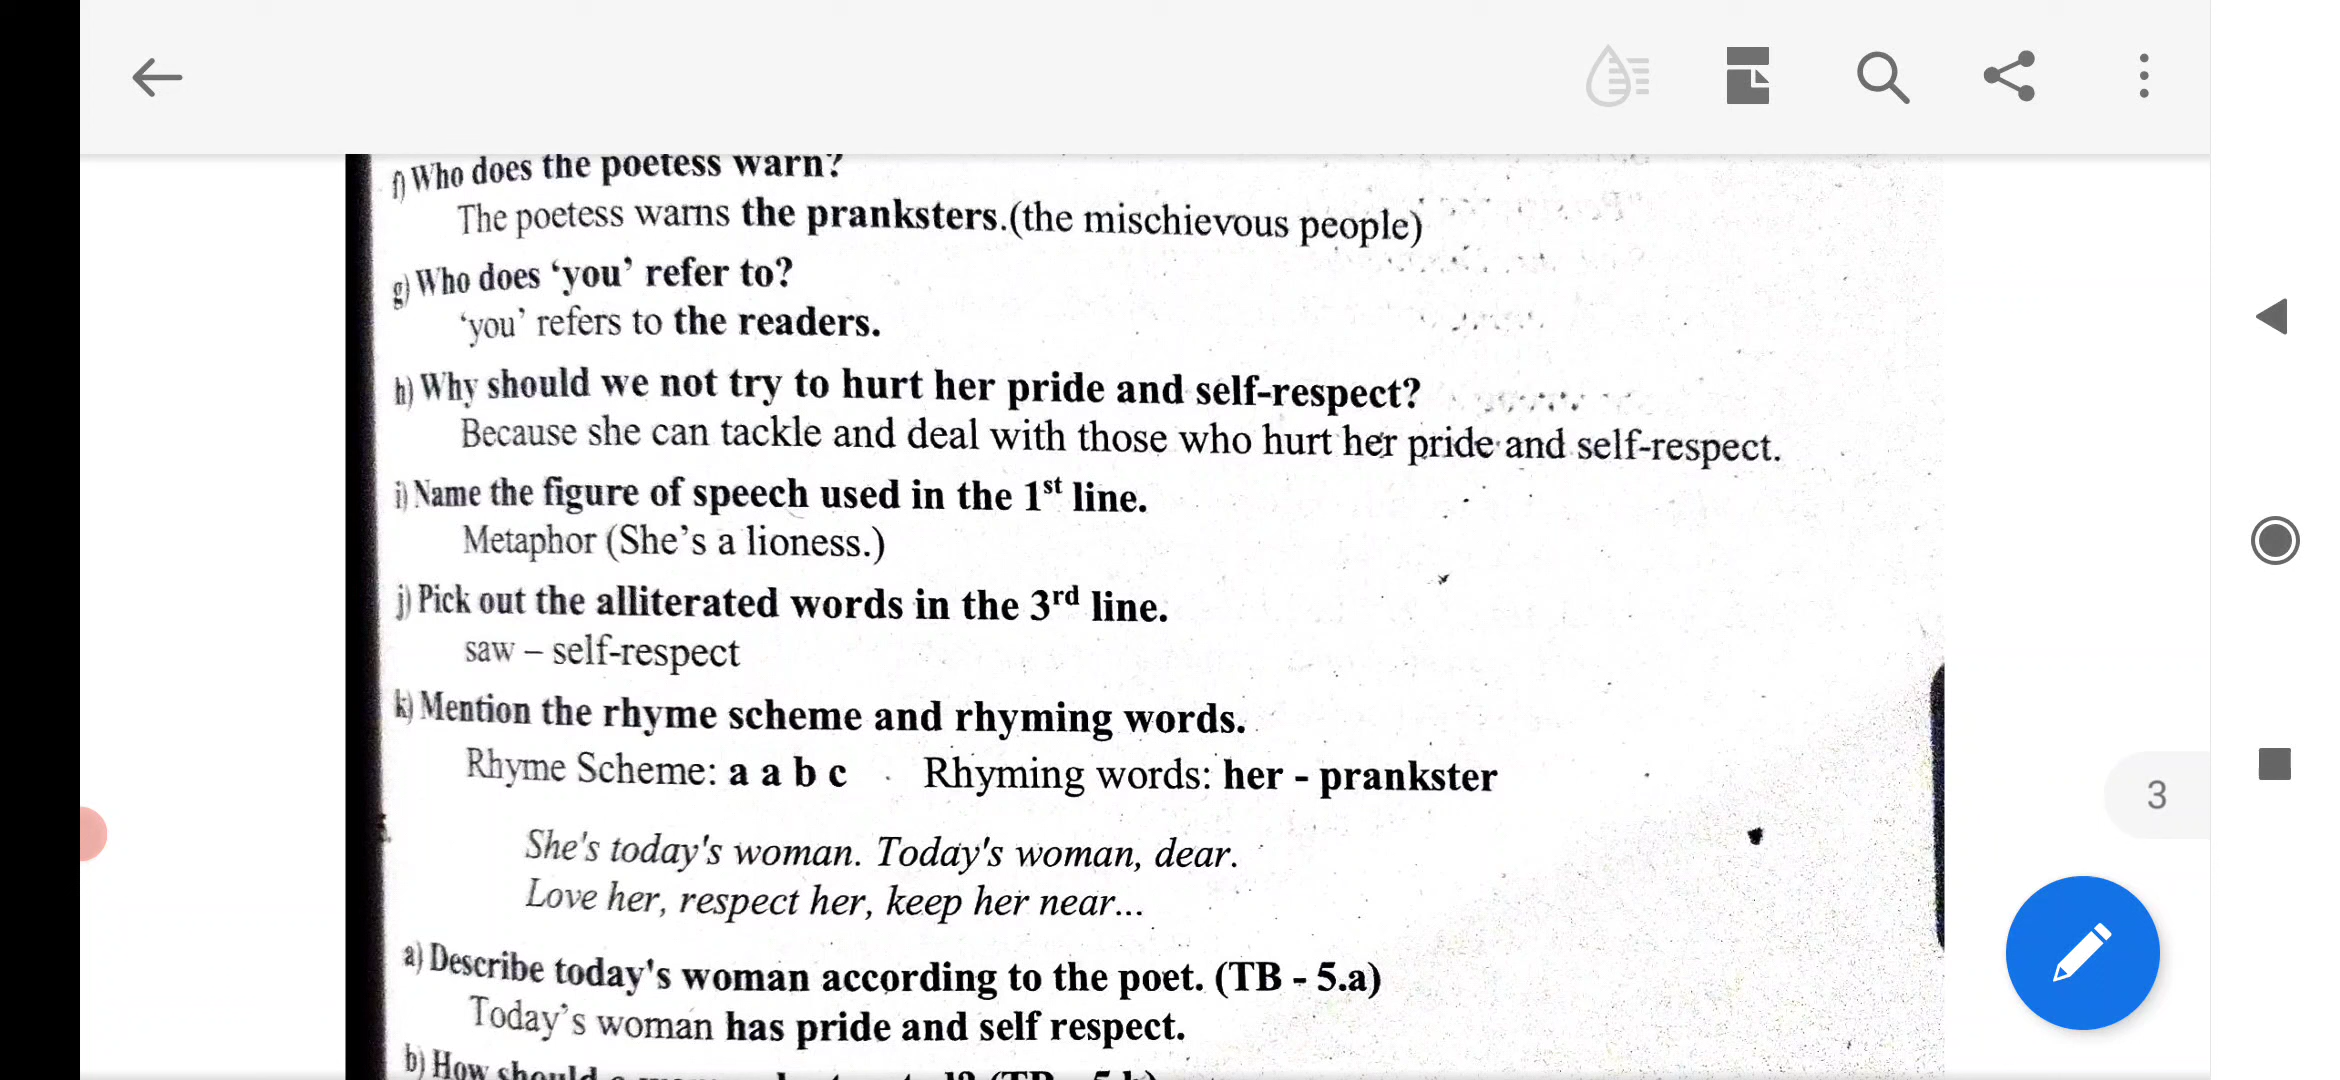 f) Who does the poetess warn?
The poetess warns the pranksters.(the mischievous people)
g) Who does ‘you’ refer to?
‘you’ refers to the readers.
h) Why should we not try to hurt her pride and self-respect?
Because she can tackle and deal with those who hurt her pride and self-respect.
i) Name the figure of speech used in the 1st line.
Metaphor (She’s a lioness.)
j) Pick out the alliterated words in the 3rd line.
saw – self-respect
k) Mention the rhyme scheme and rhyming words.
Rhyme Scheme: a a b c Rhyming words: her - prankster
3
She's today's woman. Today's woman, dear.
Love her, respect her, keep her near...
a) Describe today's woman according to the poet. (TB - 5.a)
Today’s woman has pride and self respect.
b) How should